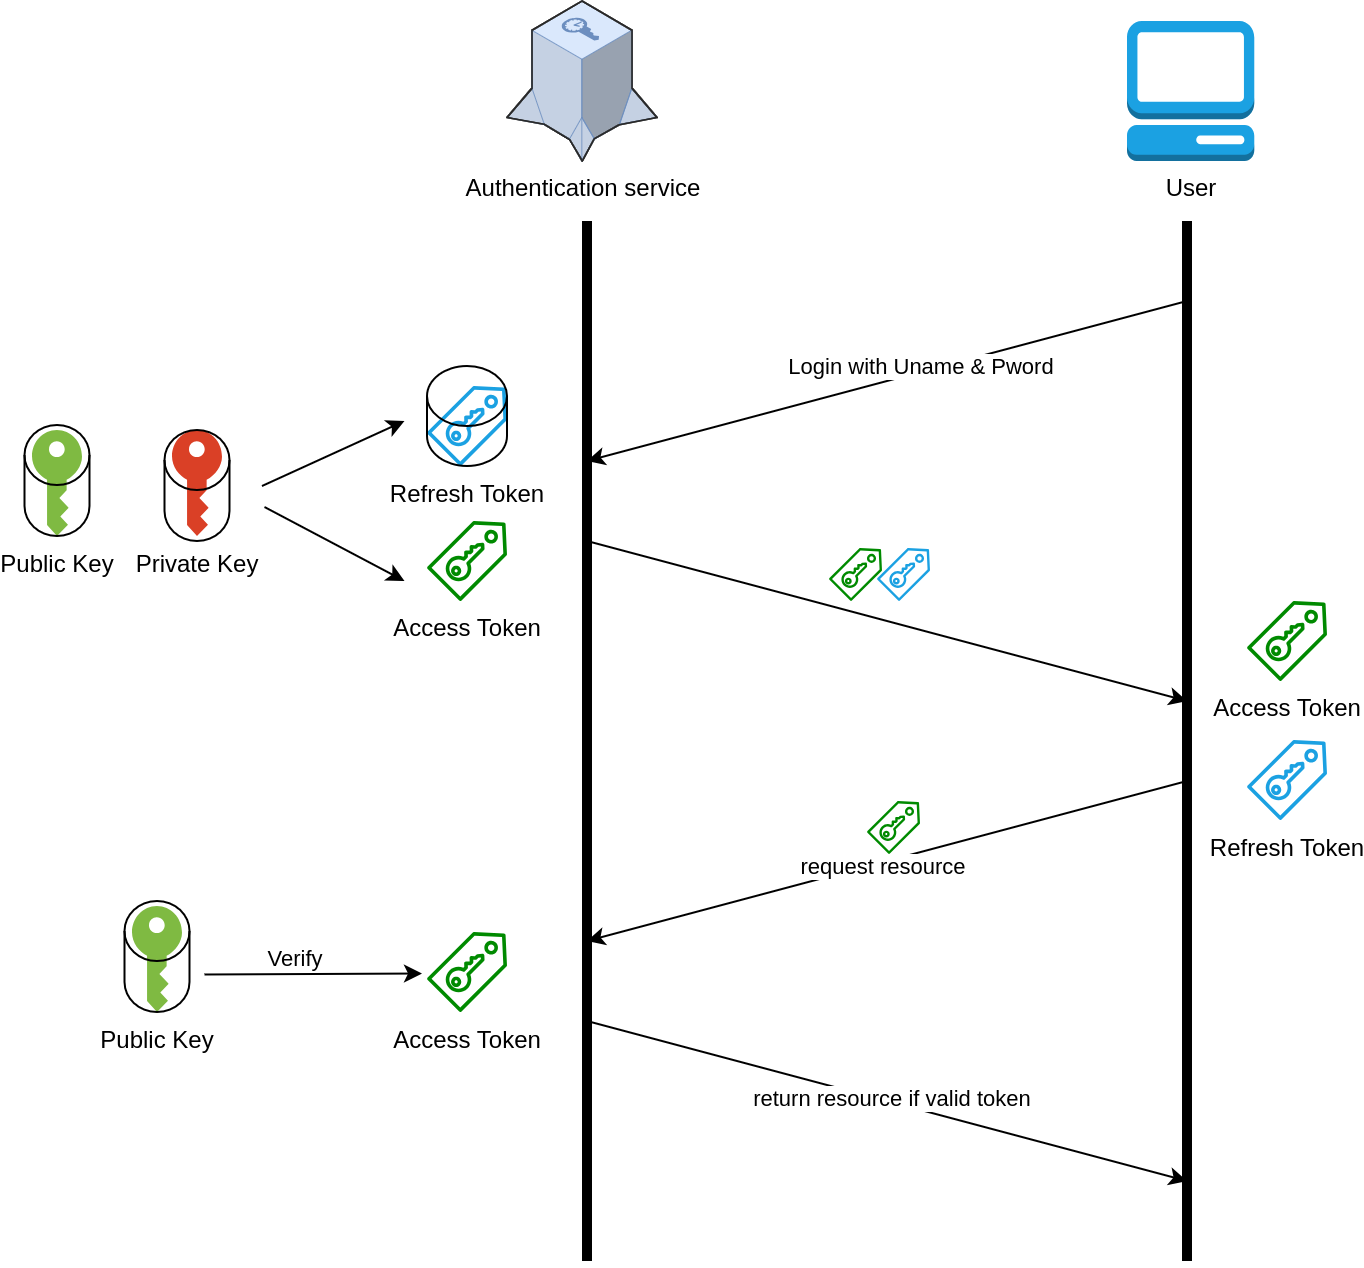 Authentication service
User
Login with Uname & Pword
Refresh Token
Public Key
Private Key
Access Token
Access Token
Refresh Token
request resource
Verify
Public Key
Access Token
return resource if valid token